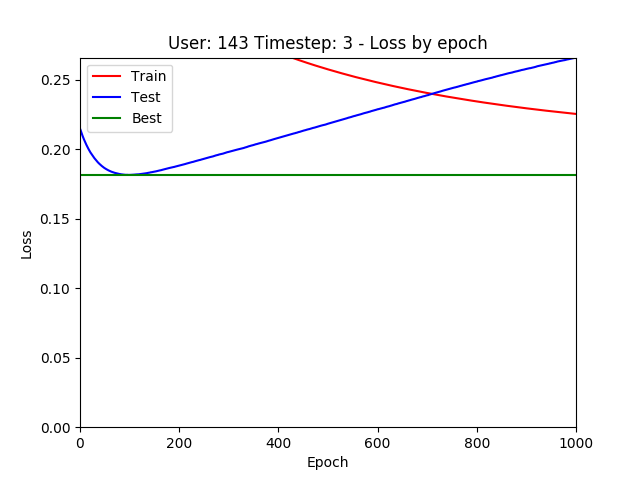 User: 143 Timestep: 3 - Loss by epoch
Train
Test
Best
0.25
0.20
0.15
0.10
0.05
0.00
Loss
0 200 400 600 800 1000
Epoch